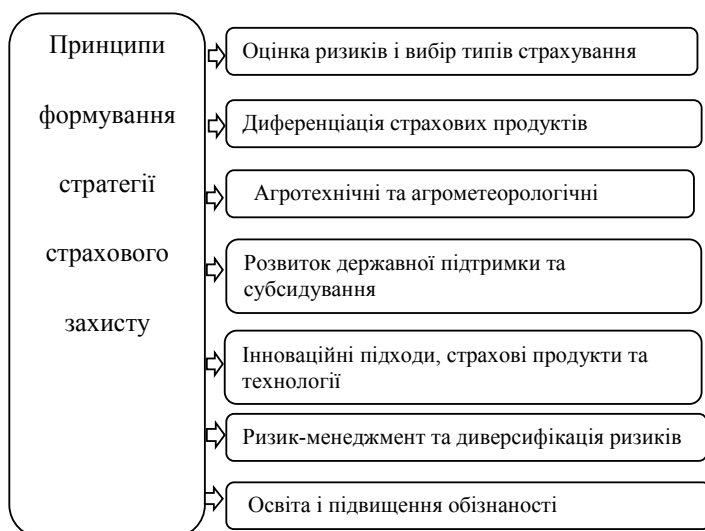 Принципи
формування
стратегії
страхового
захисту
Оцінка ризиків і вибір типів страхування
Диференціація страхових продуктів
Агротехнічні та агрометеорологічні
Розвиток державної підтримки та
субсидування
Інноваційні підходи, страхові продукти та
технології
Ризик-менеджмент та диверсифікація ризиків
Освіта і підвищення обізнаності